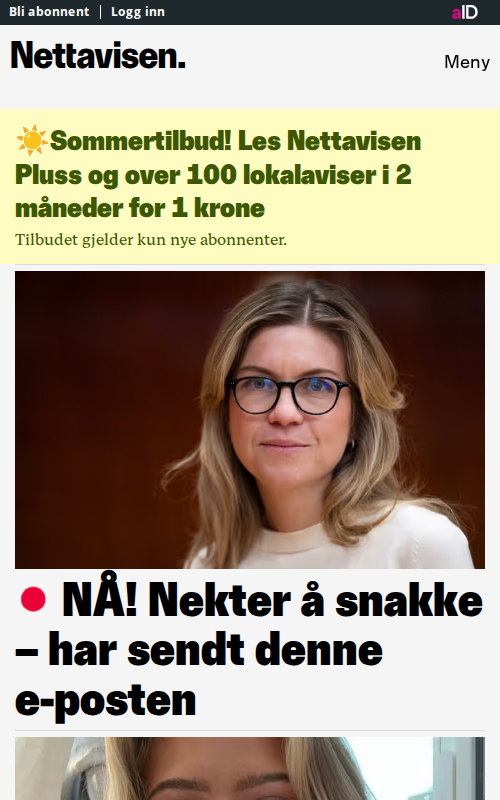 Bli abonnent | Logg inn
aID
Nettavisen.
Meny
☀️Sommertilbud! Les Nettavisen
Pluss og over 100 lokalaviser i 2
måneder for 1 krone
Tilbudet gjelder kun nye abonnenter.
NÅ! Nekter å snakke
– har sendt denne
e-posten